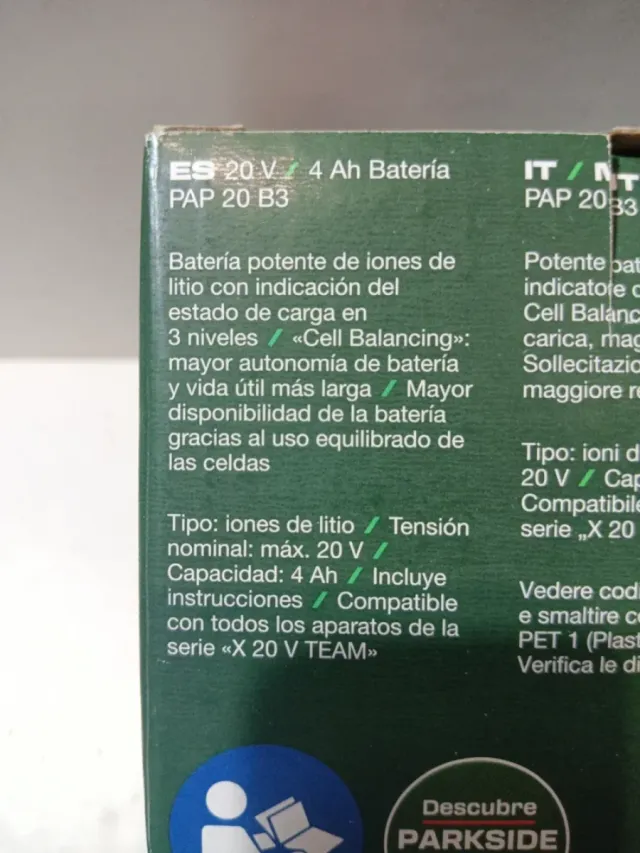 ES 20 V / 4 Ah Batería
PAP 20 B3
Batería potente de iones de
litio con indicación del
estado de carga en
3 niveles / «Cell Balancing»:
mayor autonomía de batería
y vida útil más larga / Mayor
disponibilidad de la batería
gracias al uso equilibrado de
las celdas
Tipo: iones de litio / Tensión
nominal: máx. 20 V /
Capacidad: 4 Ah / Incluye
instrucciones / Compatible
con todos los aparatos de la
serie «X 20 V TEAM»
IT / MT
PAP 20 B3
Potente
indicatore
Cell
carica,
maggiore
Tipo: ioni
20 V /
Compatibile
serie „X 20
Vedere
e smaltire
PET 1
Verifica le
Descubre
PARKSIDE